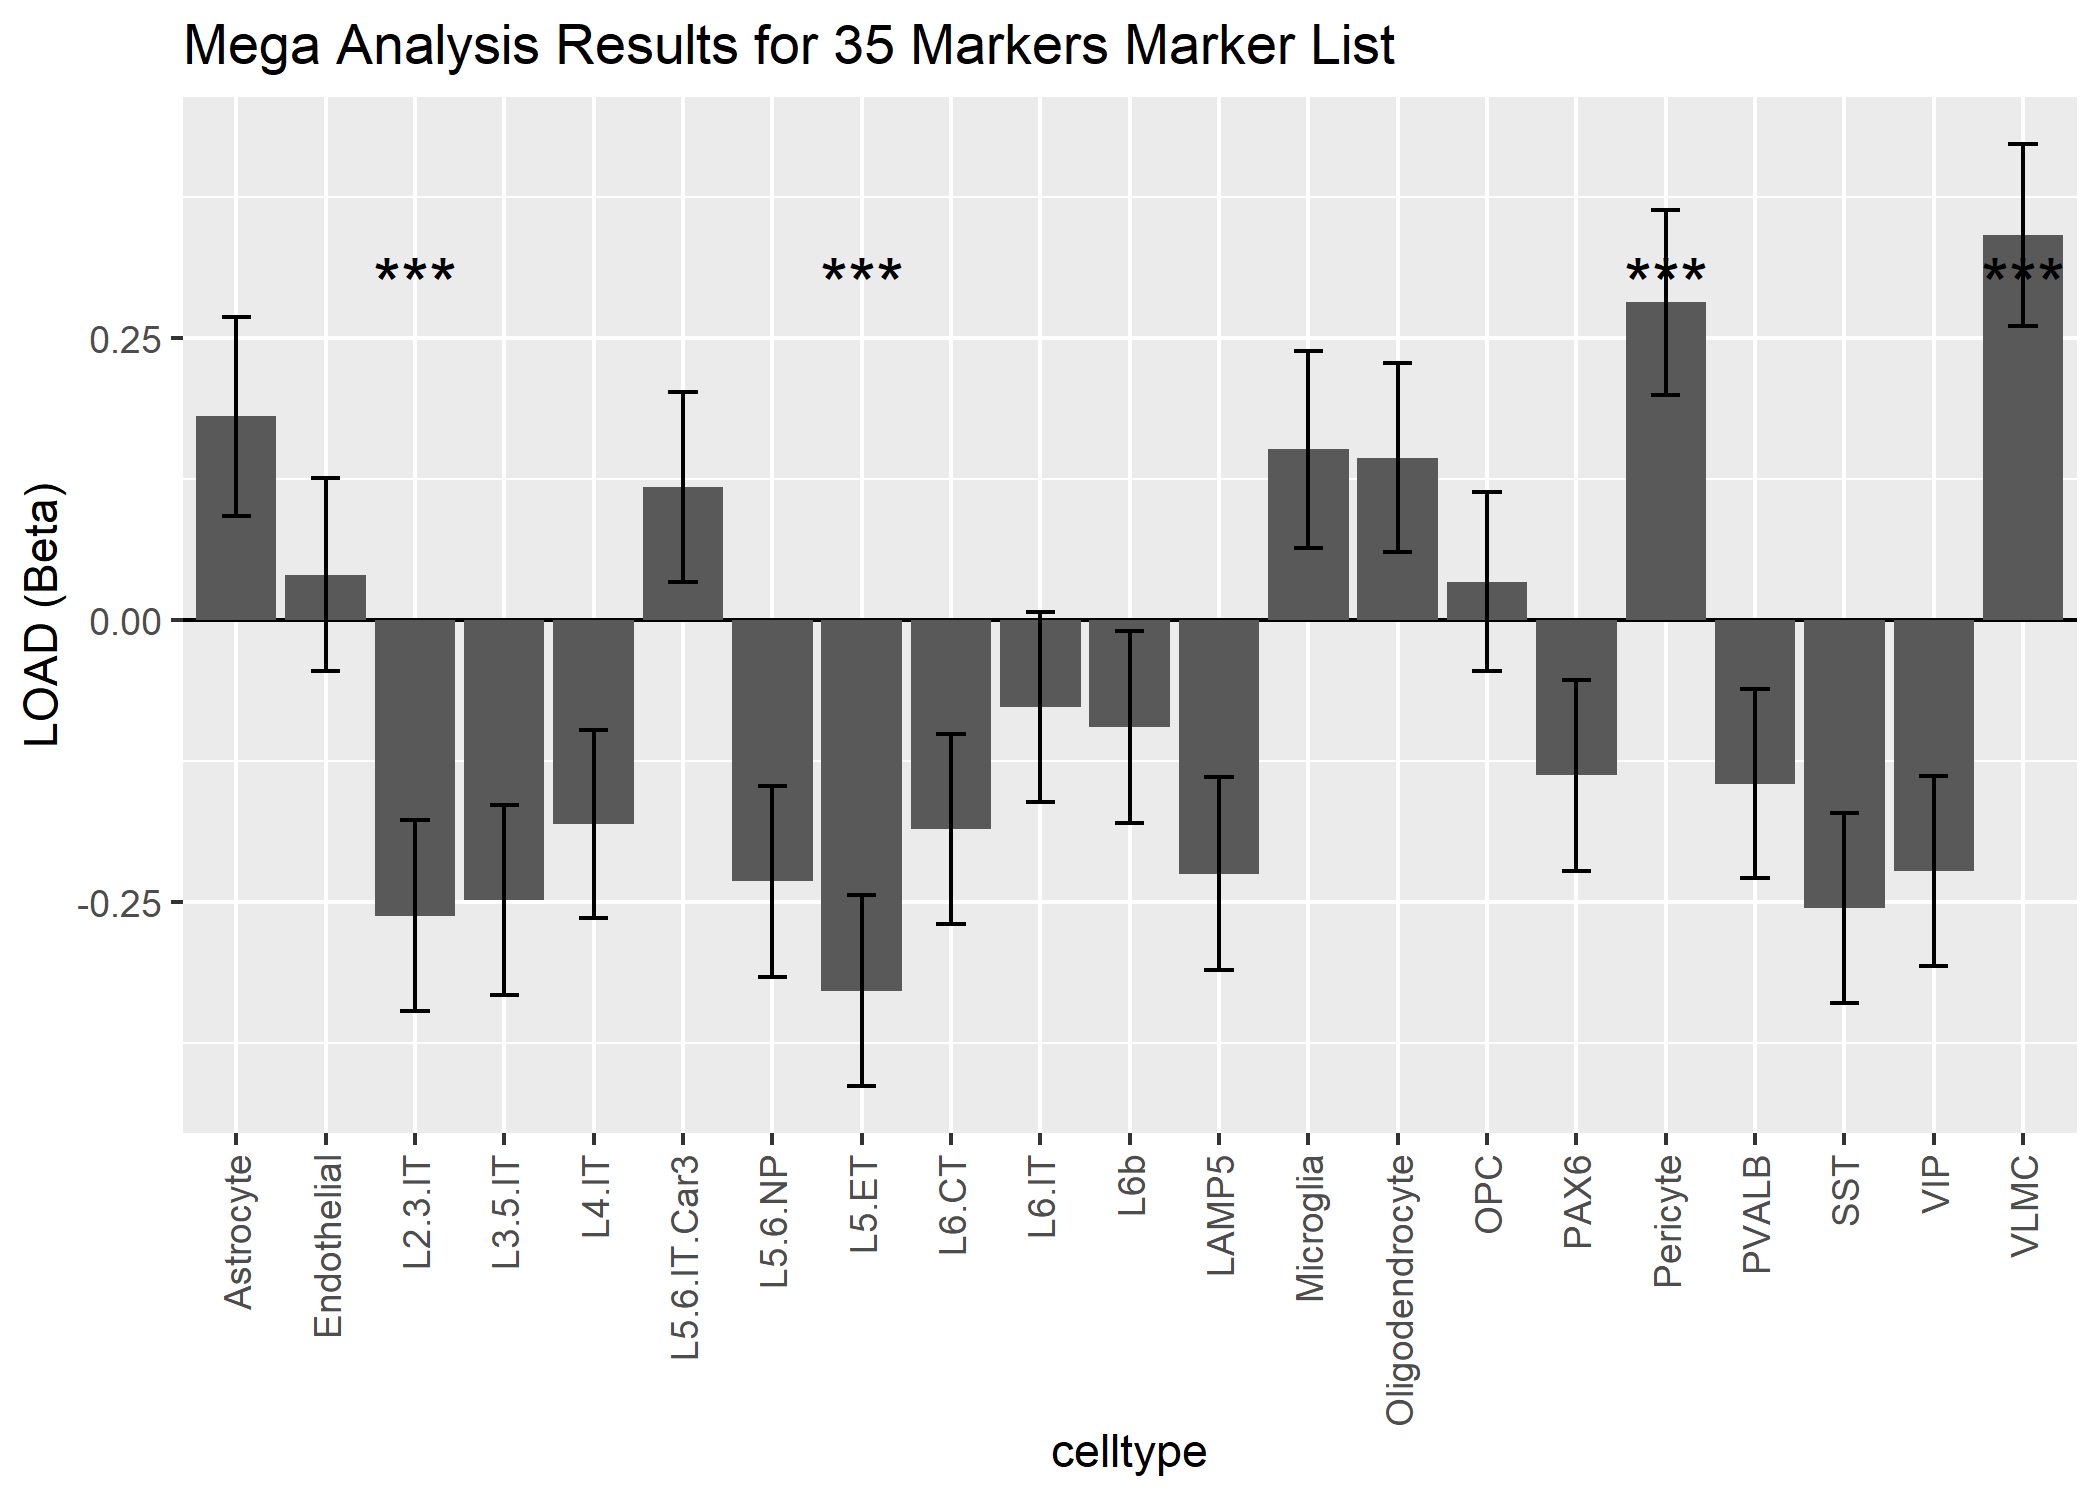 Mega Analysis Results for 35 Markers Marker List
LOAD (Beta)
0.25
0.00
-0.25
***
***
***
***
Astrocyte
Endothelial
L2.3.IT
L3.5.IT
L4.IT
L5.6.IT.Car3
L5.6.NP
L5.ET
L6.CT
L6.IT
L6b
LAMP5
Microglia
Oligodendrocyte
OPC
PAX6
Pericyte
PVALB
SST
VIP
VLMC
celltype